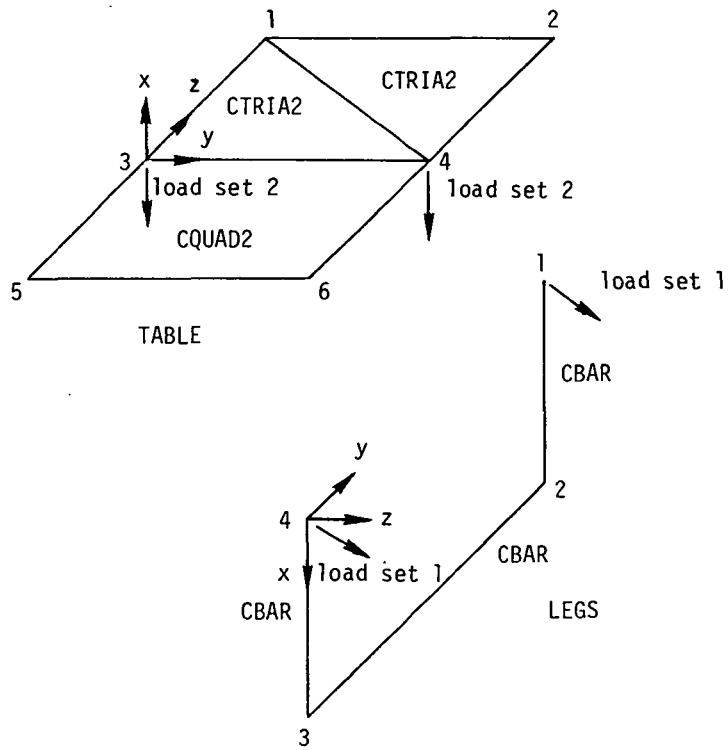 1
2
CTRIA2
x
z
CTRIA2
y
3
4
load set 2
load set 2
CQUAD2
5
6
TABLE
1
load set 1
CBAR
y
2
4
z
CBAR
x
load set 1
CBAR
LEGS
3